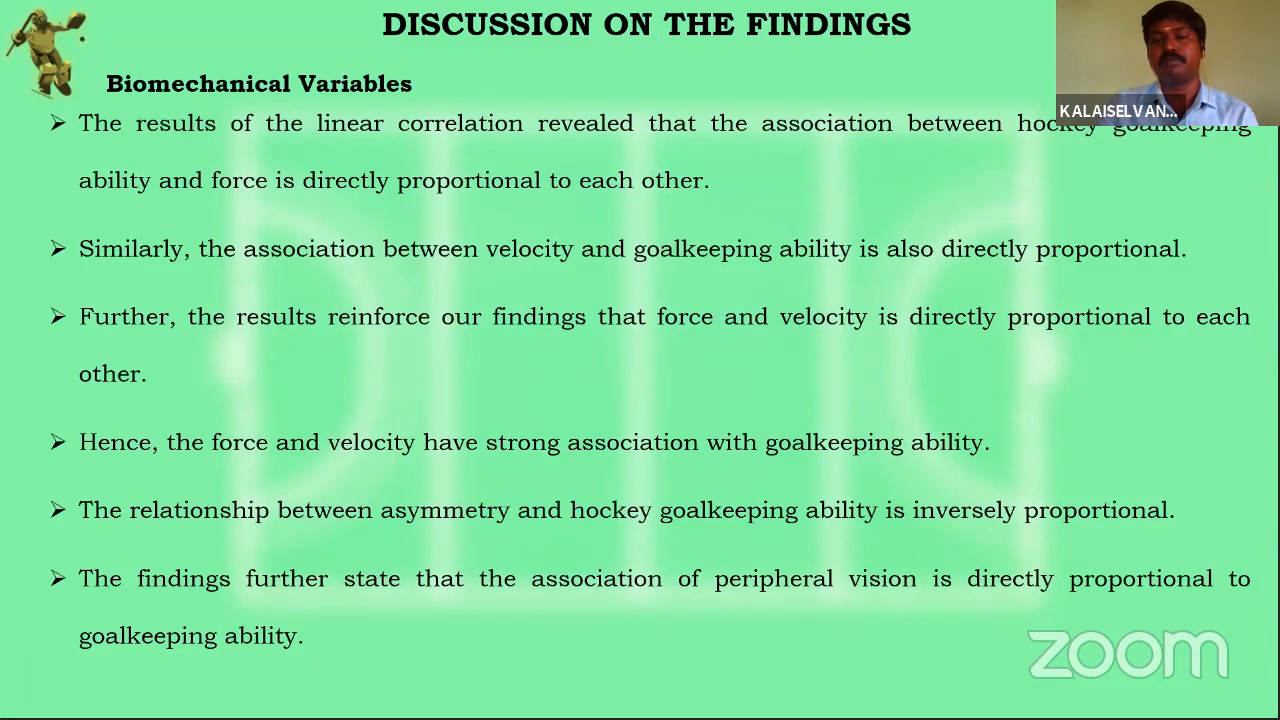 DISCUSSION ON THE FINDINGS
Biomechanical Variables
KALAISELVAN...
➢ The results of the linear correlation revealed that the association between hockey goalkeeping
ability and force is directly proportional to each other.
➢ Similarly, the association between velocity and goalkeeping ability is also directly proportional.
➢ Further, the results reinforce our findings that force and velocity is directly proportional to each
other.
➢ Hence, the force and velocity have strong association with goalkeeping ability.
➢ The relationship between asymmetry and hockey goalkeeping ability is inversely proportional.
➢ The findings further state that the association of peripheral vision is directly proportional to
goalkeeping ability.
zoom